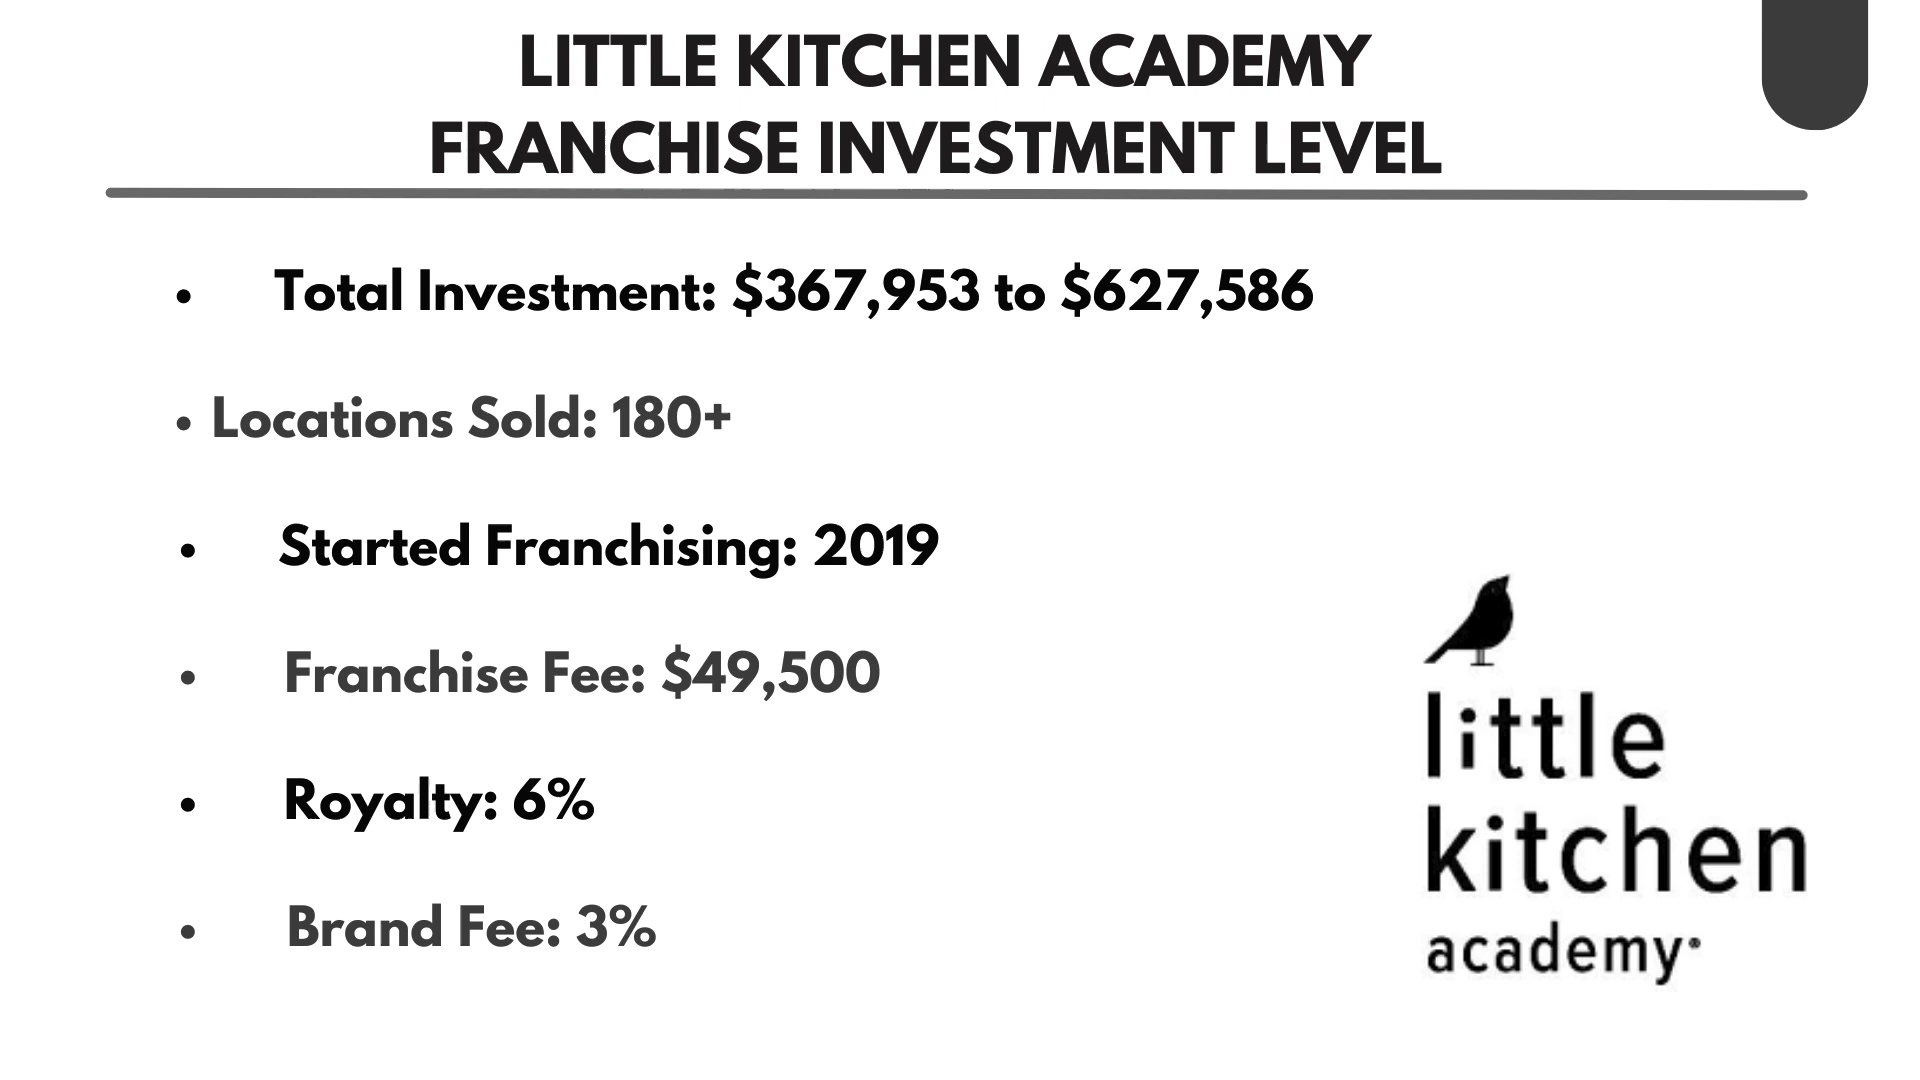 LITTLE KITCHEN ACADEMY
FRANCHISE INVESTMENT LEVEL
• Total Investment: $367,953 to $627,586
• Locations Sold: 180+
• Started Franchising: 2019
• Franchise Fee: $49,500
• Royalty: 6%
• Brand Fee: 3%
little
kitchen
academy